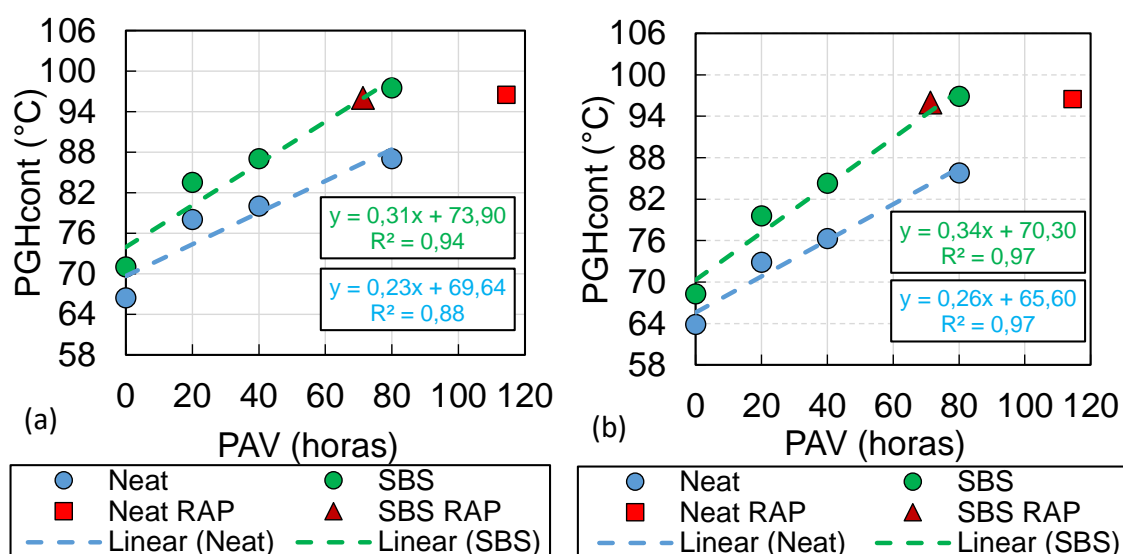 106
100
94
88
82
76
70
64
58
PGHcont (°C)
y = 0,31x + 73,90
R² = 0,94
y = 0,23x + 69,64
R² = 0,88
0 20 40 60 80 100 120
(a)
PAV (horas)
Neat SBS
Neat RAP SBS RAP
Linear (Neat) Linear (SBS)
106
100
94
88
82
76
70
64
58
PGHcont (°C)
y = 0,34x + 70,30
R² = 0,97
y = 0,26x + 65,60
R² = 0,97
0 20 40 60 80 100 120
(b)
PAV (horas)
Neat SBS
Neat RAP SBS RAP
Linear (Neat) Linear (SBS)